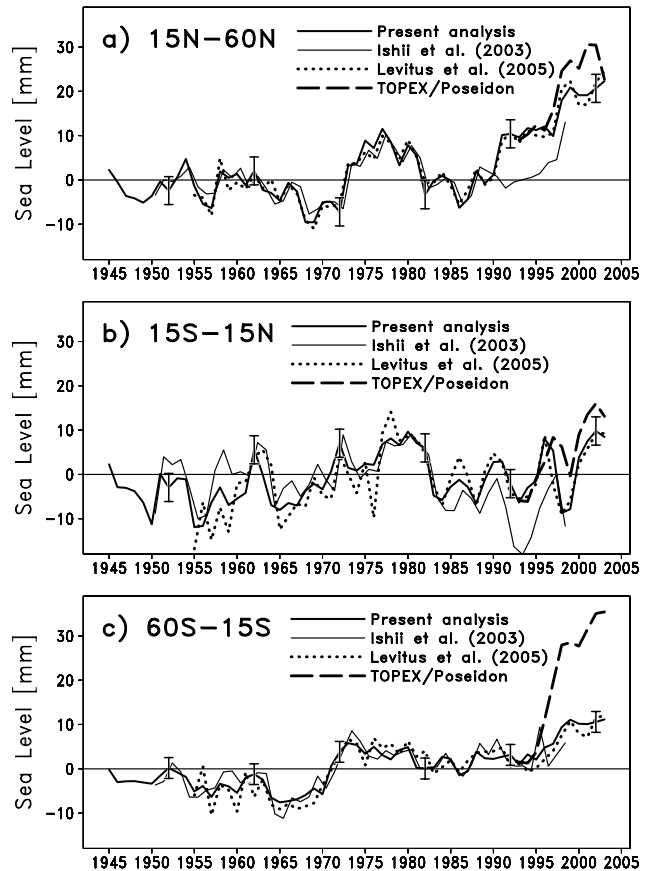 a) 15N−60N
Present analysis
Ishii et al. (2003)
Levitus et al. (2005)
TOPEX/Poseidon
Sea Level [mm]
30
20
10
0
−10
1945 1950 1955 1960 1965 1970 1975 1980 1985 1990 1995 2000 2005
b) 15S−15N
Present analysis
Ishii et al. (2003)
Levitus et al. (2005)
TOPEX/Poseidon
Sea Level [mm]
30
20
10
0
−10
1945 1950 1955 1960 1965 1970 1975 1980 1985 1990 1995 2000 2005
c) 60S−15S
Present analysis
Ishii et al. (2003)
Levitus et al. (2005)
TOPEX/Poseidon
Sea Level [mm]
30
20
10
0
−10
1945 1950 1955 1960 1965 1970 1975 1980 1985 1990 1995 2000 2005